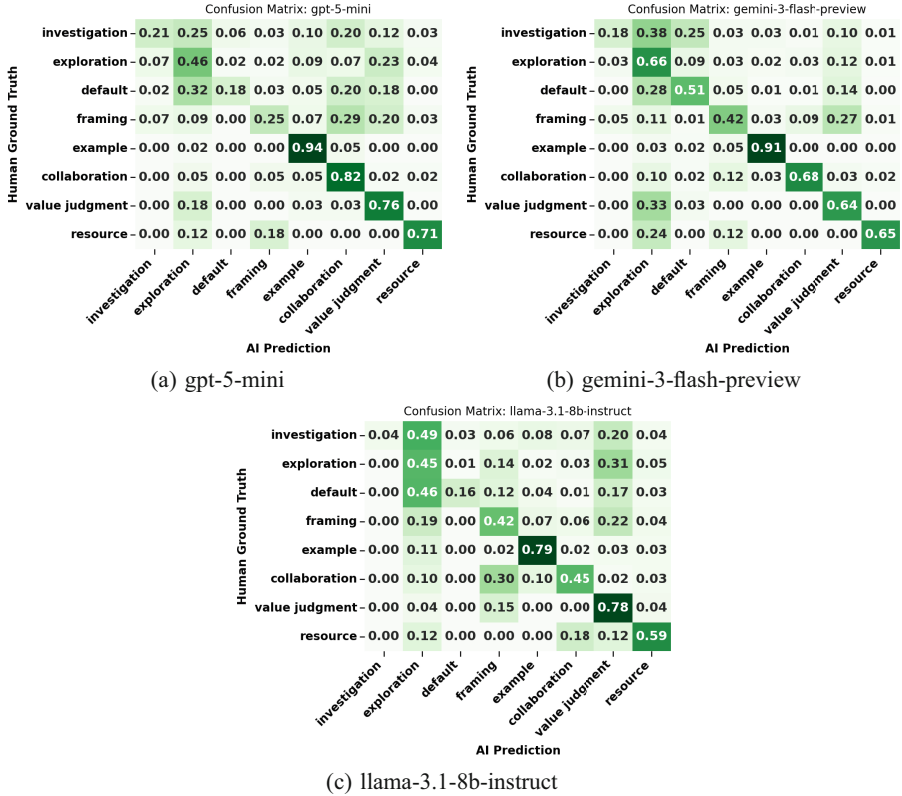 Confusion Matrix: gpt-5-mini
Human Ground Truth
investigation 0.21 0.25 0.06 0.03 0.10 0.20 0.12 0.03
exploration 0.07 0.46 0.02 0.02 0.09 0.07 0.23 0.04
default 0.02 0.32 0.18 0.03 0.05 0.20 0.18 0.00
framing 0.07 0.09 0.00 0.25 0.07 0.29 0.20 0.03
example 0.00 0.02 0.00 0.00 0.94 0.05 0.00 0.00
collaboration 0.00 0.05 0.00 0.05 0.05 0.82 0.02 0.02
value judgment 0.00 0.18 0.00 0.00 0.03 0.03 0.76 0.00
resource 0.00 0.12 0.00 0.18 0.00 0.00 0.00 0.71
investigation exploration default framing example collaboration value judgment resource
AI Prediction
(a) gpt-5-mini
Confusion Matrix: gemini-3-flash-preview
Human Ground Truth
investigation 0.18 0.38 0.25 0.03 0.03 0.01 0.10 0.01
exploration 0.03 0.66 0.09 0.03 0.02 0.03 0.12 0.01
default 0.00 0.28 0.51 0.05 0.01 0.01 0.14 0.00
framing 0.05 0.11 0.01 0.42 0.03 0.09 0.27 0.01
example 0.00 0.03 0.02 0.05 0.91 0.00 0.00 0.00
collaboration 0.00 0.10 0.02 0.12 0.03 0.68 0.03 0.02
value judgment 0.00 0.33 0.03 0.00 0.00 0.00 0.64 0.00
resource 0.00 0.24 0.00 0.12 0.00 0.00 0.00 0.65
investigation exploration default framing example collaboration value judgment resource
AI Prediction
(b) gemini-3-flash-preview
Confusion Matrix: llama-3.1-8b-instruct
Human Ground Truth
investigation 0.04 0.49 0.03 0.06 0.08 0.07 0.20 0.04
exploration 0.00 0.45 0.01 0.14 0.02 0.03 0.31 0.05
default 0.00 0.46 0.16 0.12 0.04 0.01 0.17 0.03
framing 0.00 0.19 0.00 0.42 0.07 0.06 0.22 0.04
example 0.00 0.11 0.00 0.02 0.79 0.02 0.03 0.03
collaboration 0.00 0.10 0.00 0.30 0.10 0.45 0.02 0.03
value judgment 0.00 0.04 0.00 0.15 0.00 0.00 0.78 0.04
resource 0.00 0.12 0.00 0.00 0.00 0.18 0.12 0.59
investigation exploration default framing example collaboration value judgment resource
AI Prediction
(c) llama-3.1-8b-instruct